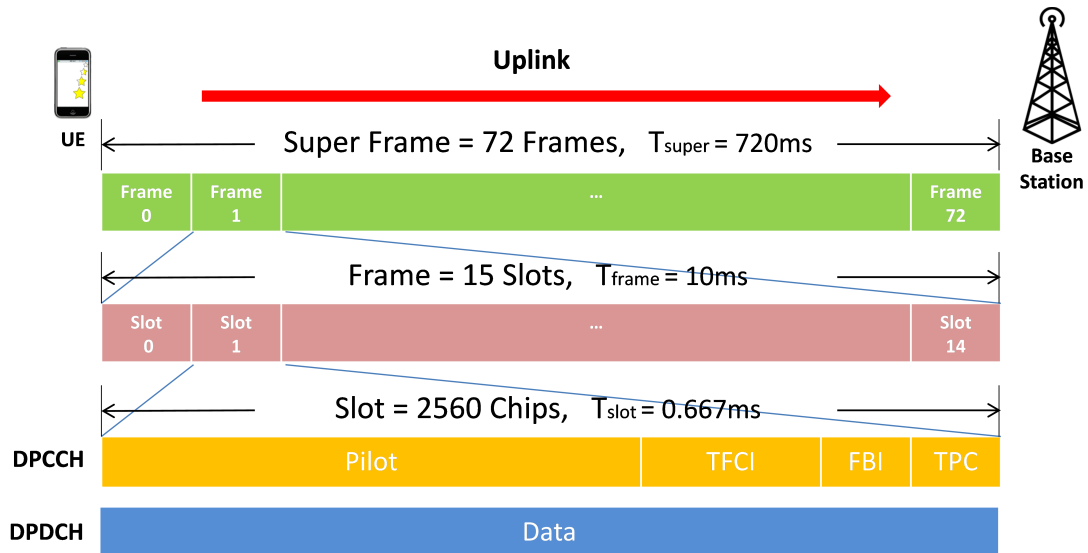 Uplink
UE
Base
Station
Super Frame = 72 Frames, Tsuper = 720ms
Frame
0
Frame
1
...
Frame
72
Frame = 15 Slots, Tframe = 10ms
Slot
0
Slot
1
...
Slot
14
Slot = 2560 Chips, Tslot = 0.667ms
DPCCH
Pilot
TFCI
FBI
TPC
DPDCH
Data